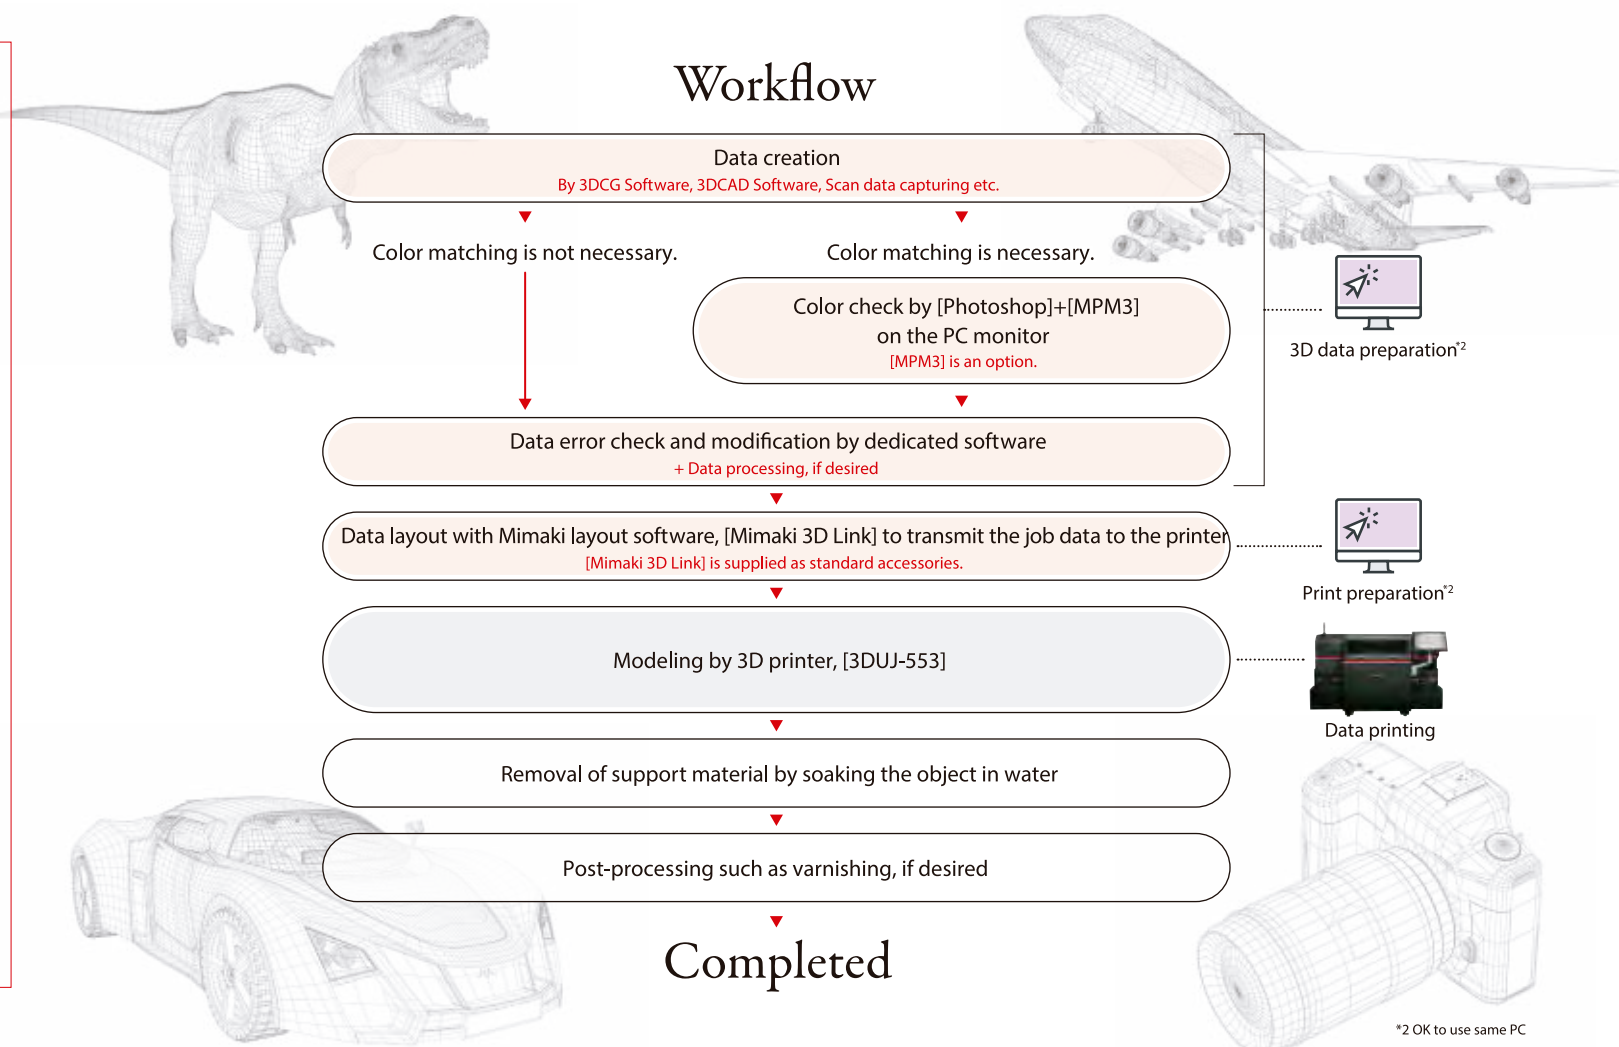 Workflow
Data creation
By 3DCG Software, 3DCAD Software, Scan data capturing etc.
Color matching is not necessary.
Color matching is necessary.
Color check by [Photoshop]+[MPM3]
on the PC monitor
[MPM3] is an option.
3D data preparation*2
Data error check and modification by dedicated software
+ Data processing, if desired
Data layout with Mimaki layout software, [Mimaki 3D Link] to transmit the job data to the printer
[Mimaki 3D Link] is supplied as standard accessories.
Print preparation*2
Modeling by 3D printer, [3DUJ-553]
Data printing
Removal of support material by soaking the object in water
Post-processing such as varnishing, if desired
Completed
*2 OK to use same PC